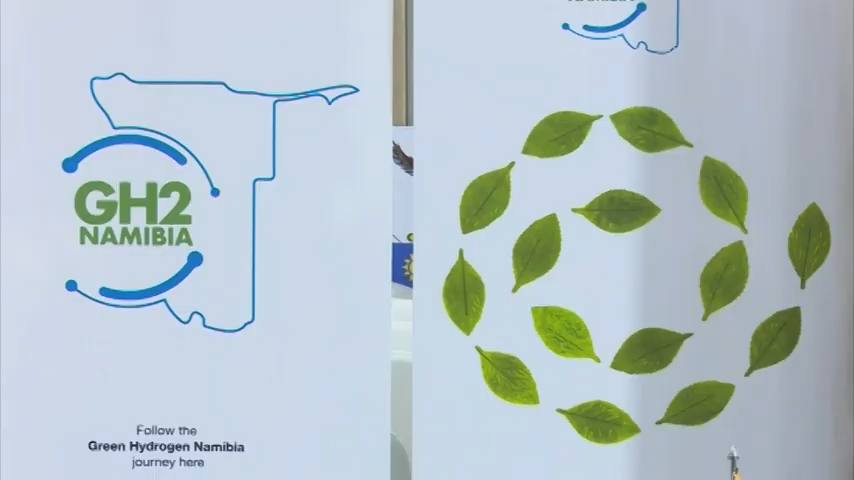 GH2
NAMIBIA
Follow the
Green Hydrogen Namibia
journey here